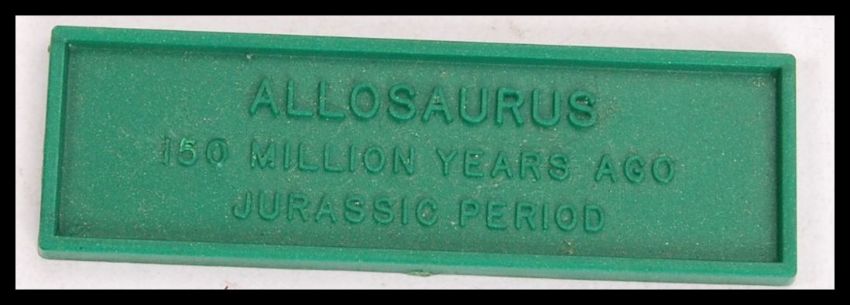 ALLOSAURUS
150 MILLION YEARS AGO
JURASSIC PERIOD